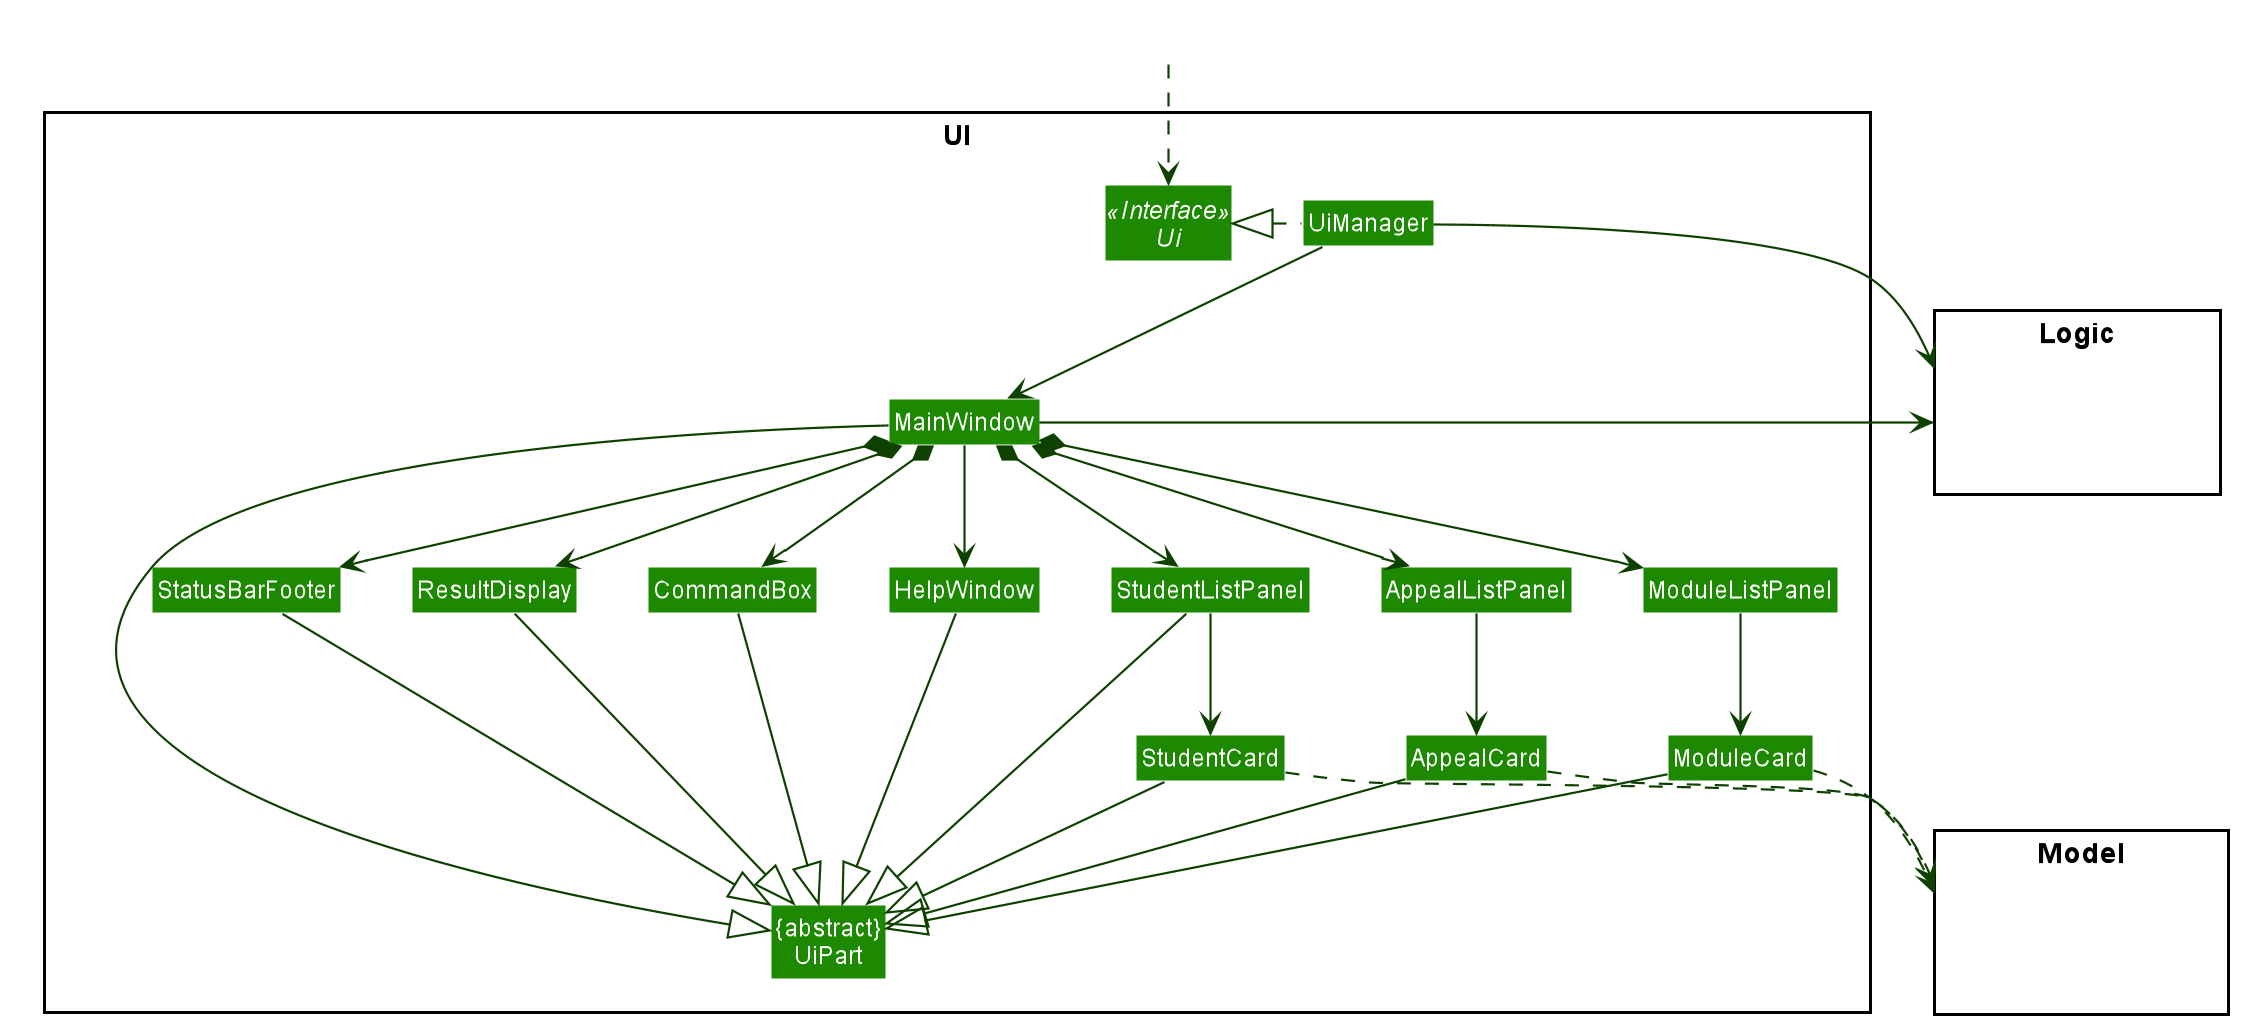 UI
«Interface»
Ui
UiManager
Logic
MainWindow
StatusBarFooter
ResultDisplay
CommandBox
HelpWindow
StudentListPanel
AppealListPanel
ModuleListPanel
StudentCard
AppealCard
ModuleCard
Model
{abstract}
UiPart